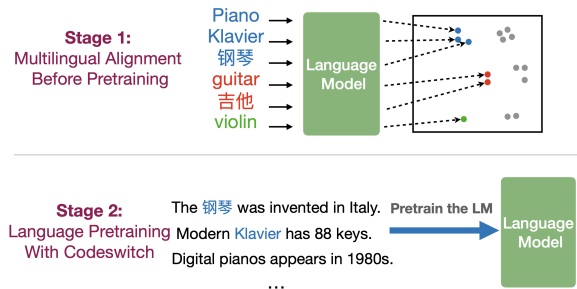 Stage 1:
Multilingual Alignment
Before Pretraining
Piano
Klavier
钢琴
guitar
吉他
violin
Language
Model
Stage 2:
Language Pretraining
With Codeswitch
The 钢琴 was invented in Italy.
Modern Klavier has 88 keys.
Digital pianos appears in 1980s.
...
Pretrain the LM
Language
Model